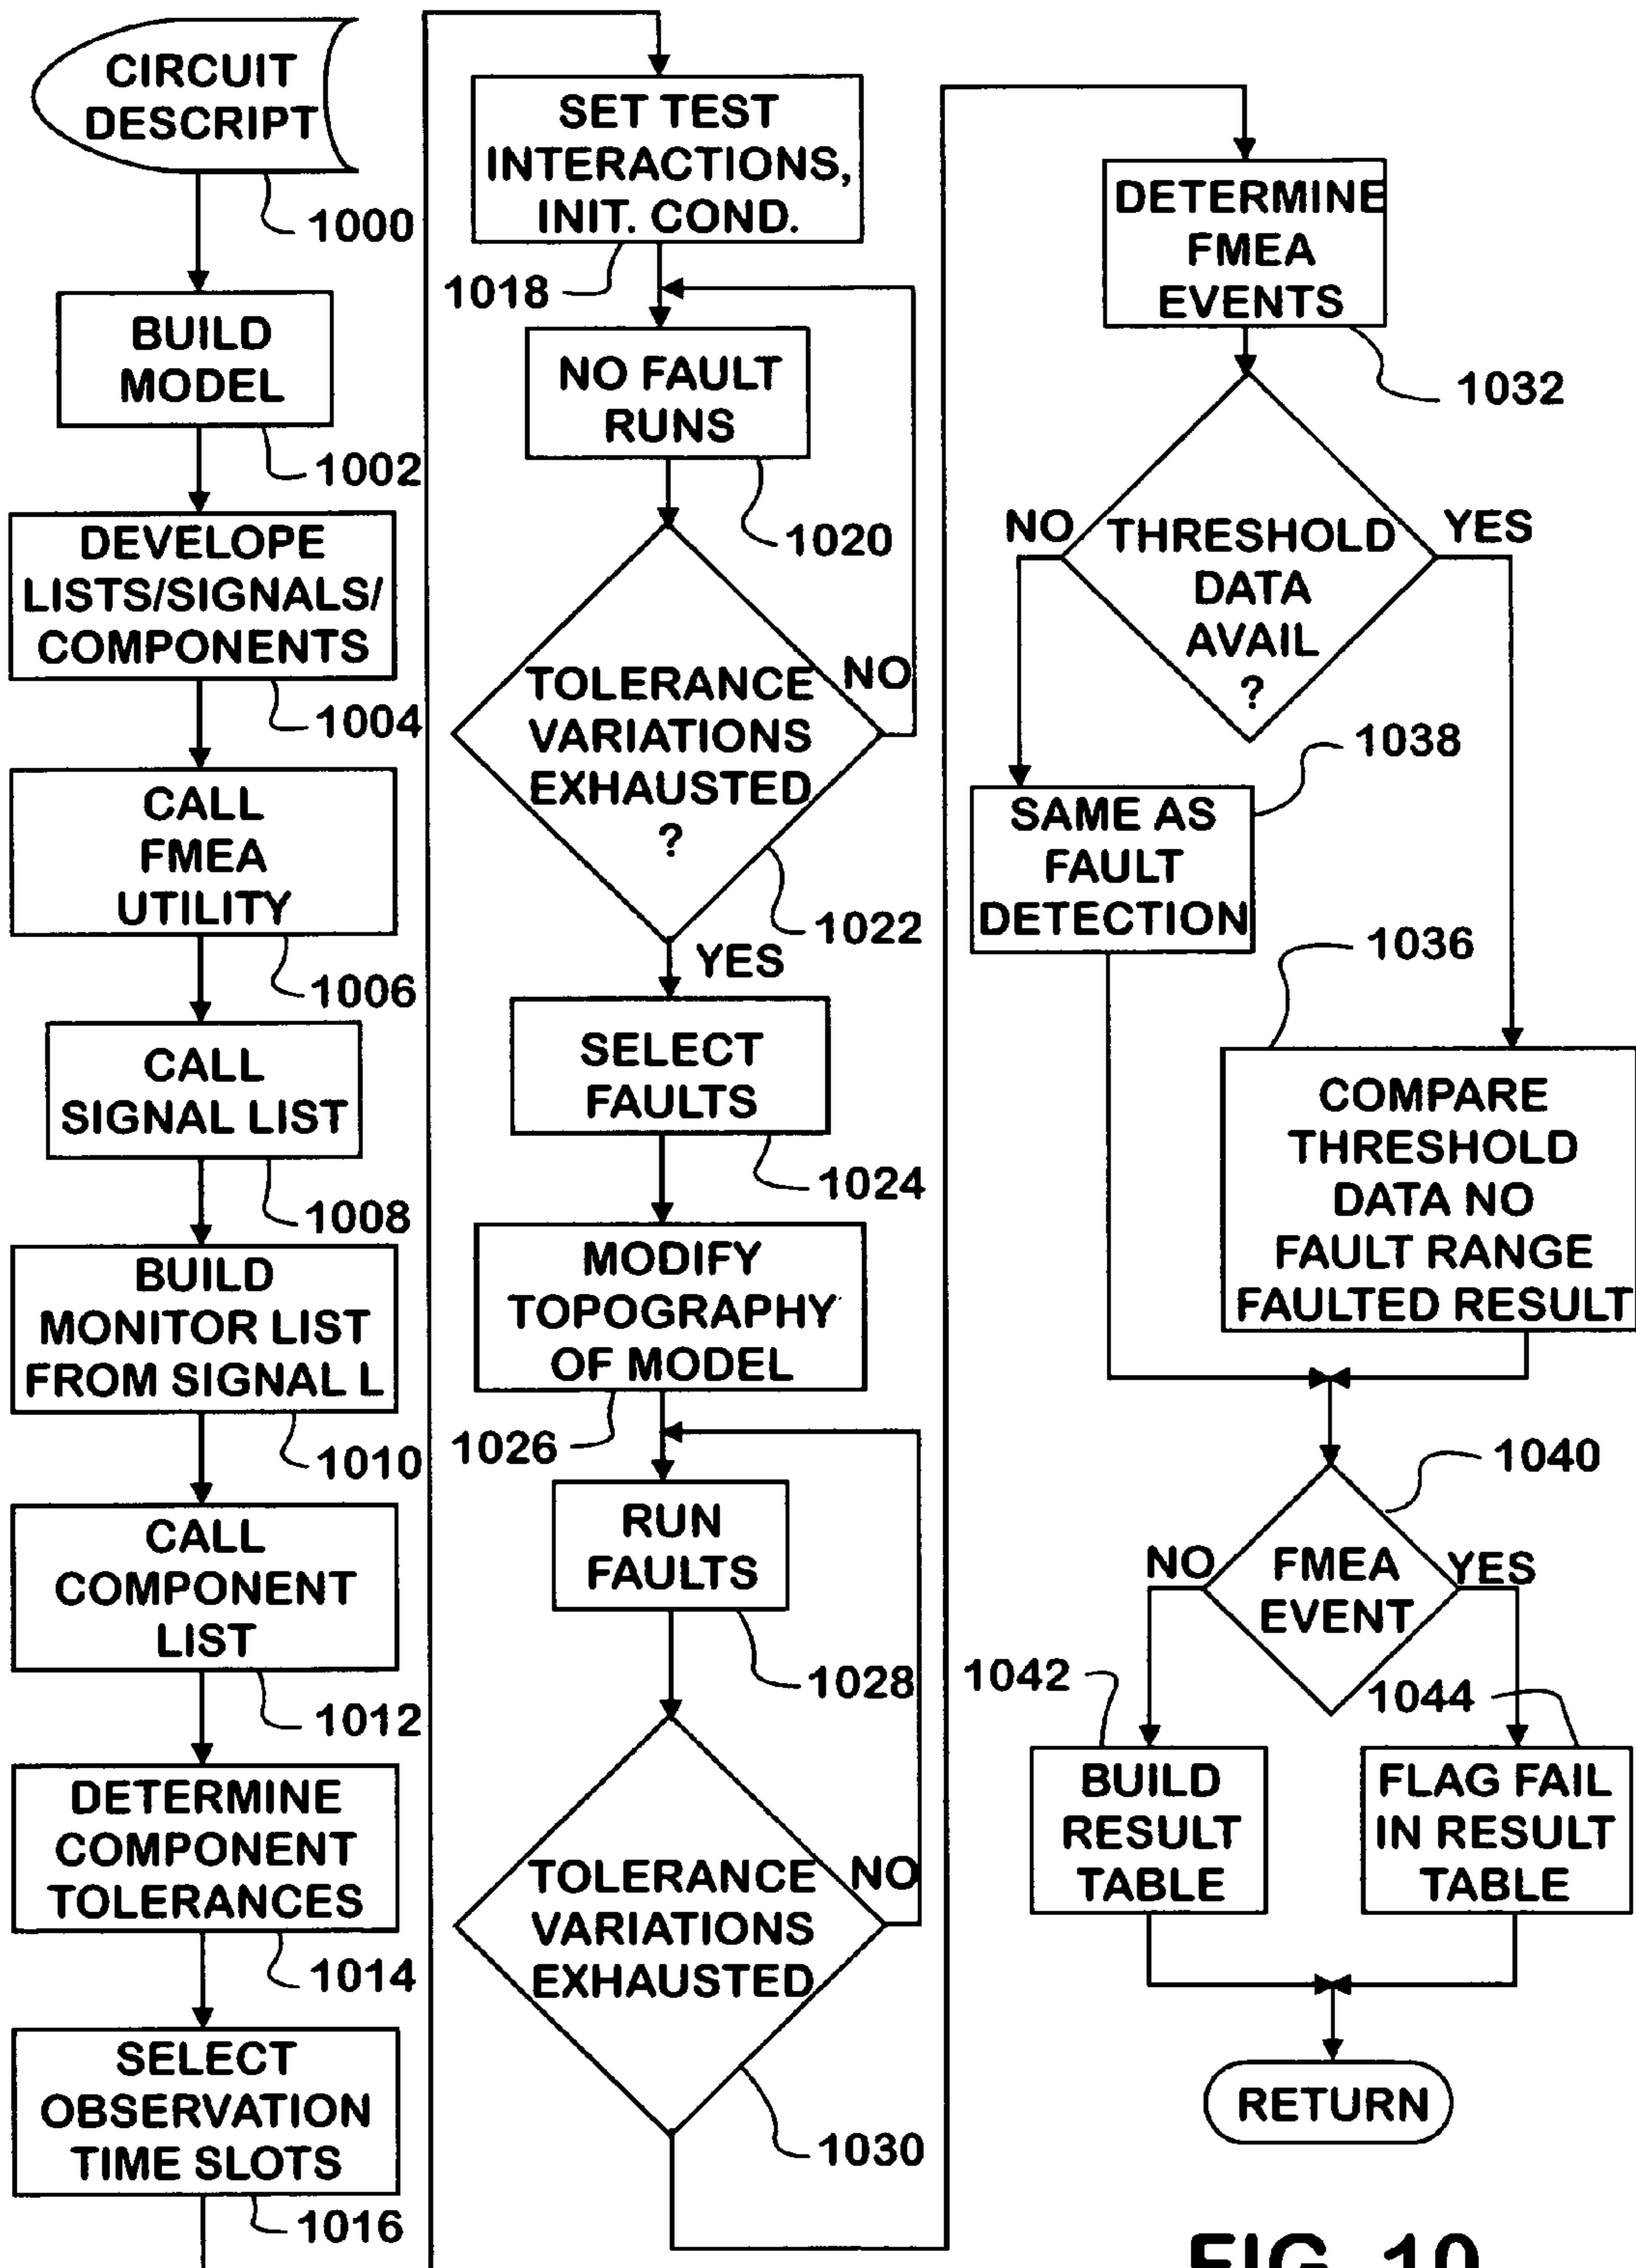 CIRCUIT
DESCRIPT
1000
BUILD
MODEL
1002
DEVELOPE
LISTS/SIGNALS/
COMPONENTS
1004
CALL
FMEA
UTILITY
1006
CALL
SIGNAL LIST
1008
BUILD
MONITOR LIST
FROM SIGNAL L
1010
CALL
COMPONENT
LIST
1012
DETERMINE
COMPONENT
TOLERANCES
1014
SELECT
OBSERVATION
TIME SLOTS
1016
SET TEST
INTERACTIONS,
INIT. COND.
1018
NO FAULT
RUNS
1020
TOLERANCE
VARIATIONS
EXHAUSTED
?
NO
1022
YES
SELECT
FAULTS
1024
MODIFY
TOPOGRAPHY
OF MODEL
1026
RUN
FAULTS
1028
TOLERANCE
VARIATIONS
EXHAUSTED
NO
1030
DETERMINE
FMEA
EVENTS
1032
NO
THRESHOLD
DATA
AVAIL
?
YES
1038
SAME AS
FAULT
DETECTION
1036
COMPARE
THRESHOLD
DATA NO
FAULT RANGE
FAULTED RESULT
1040
NO
FMEA
EVENT
YES
1042
1044
BUILD
RESULT
TABLE
FLAG FAIL
IN RESULT
TABLE
RETURN
FIG. 10